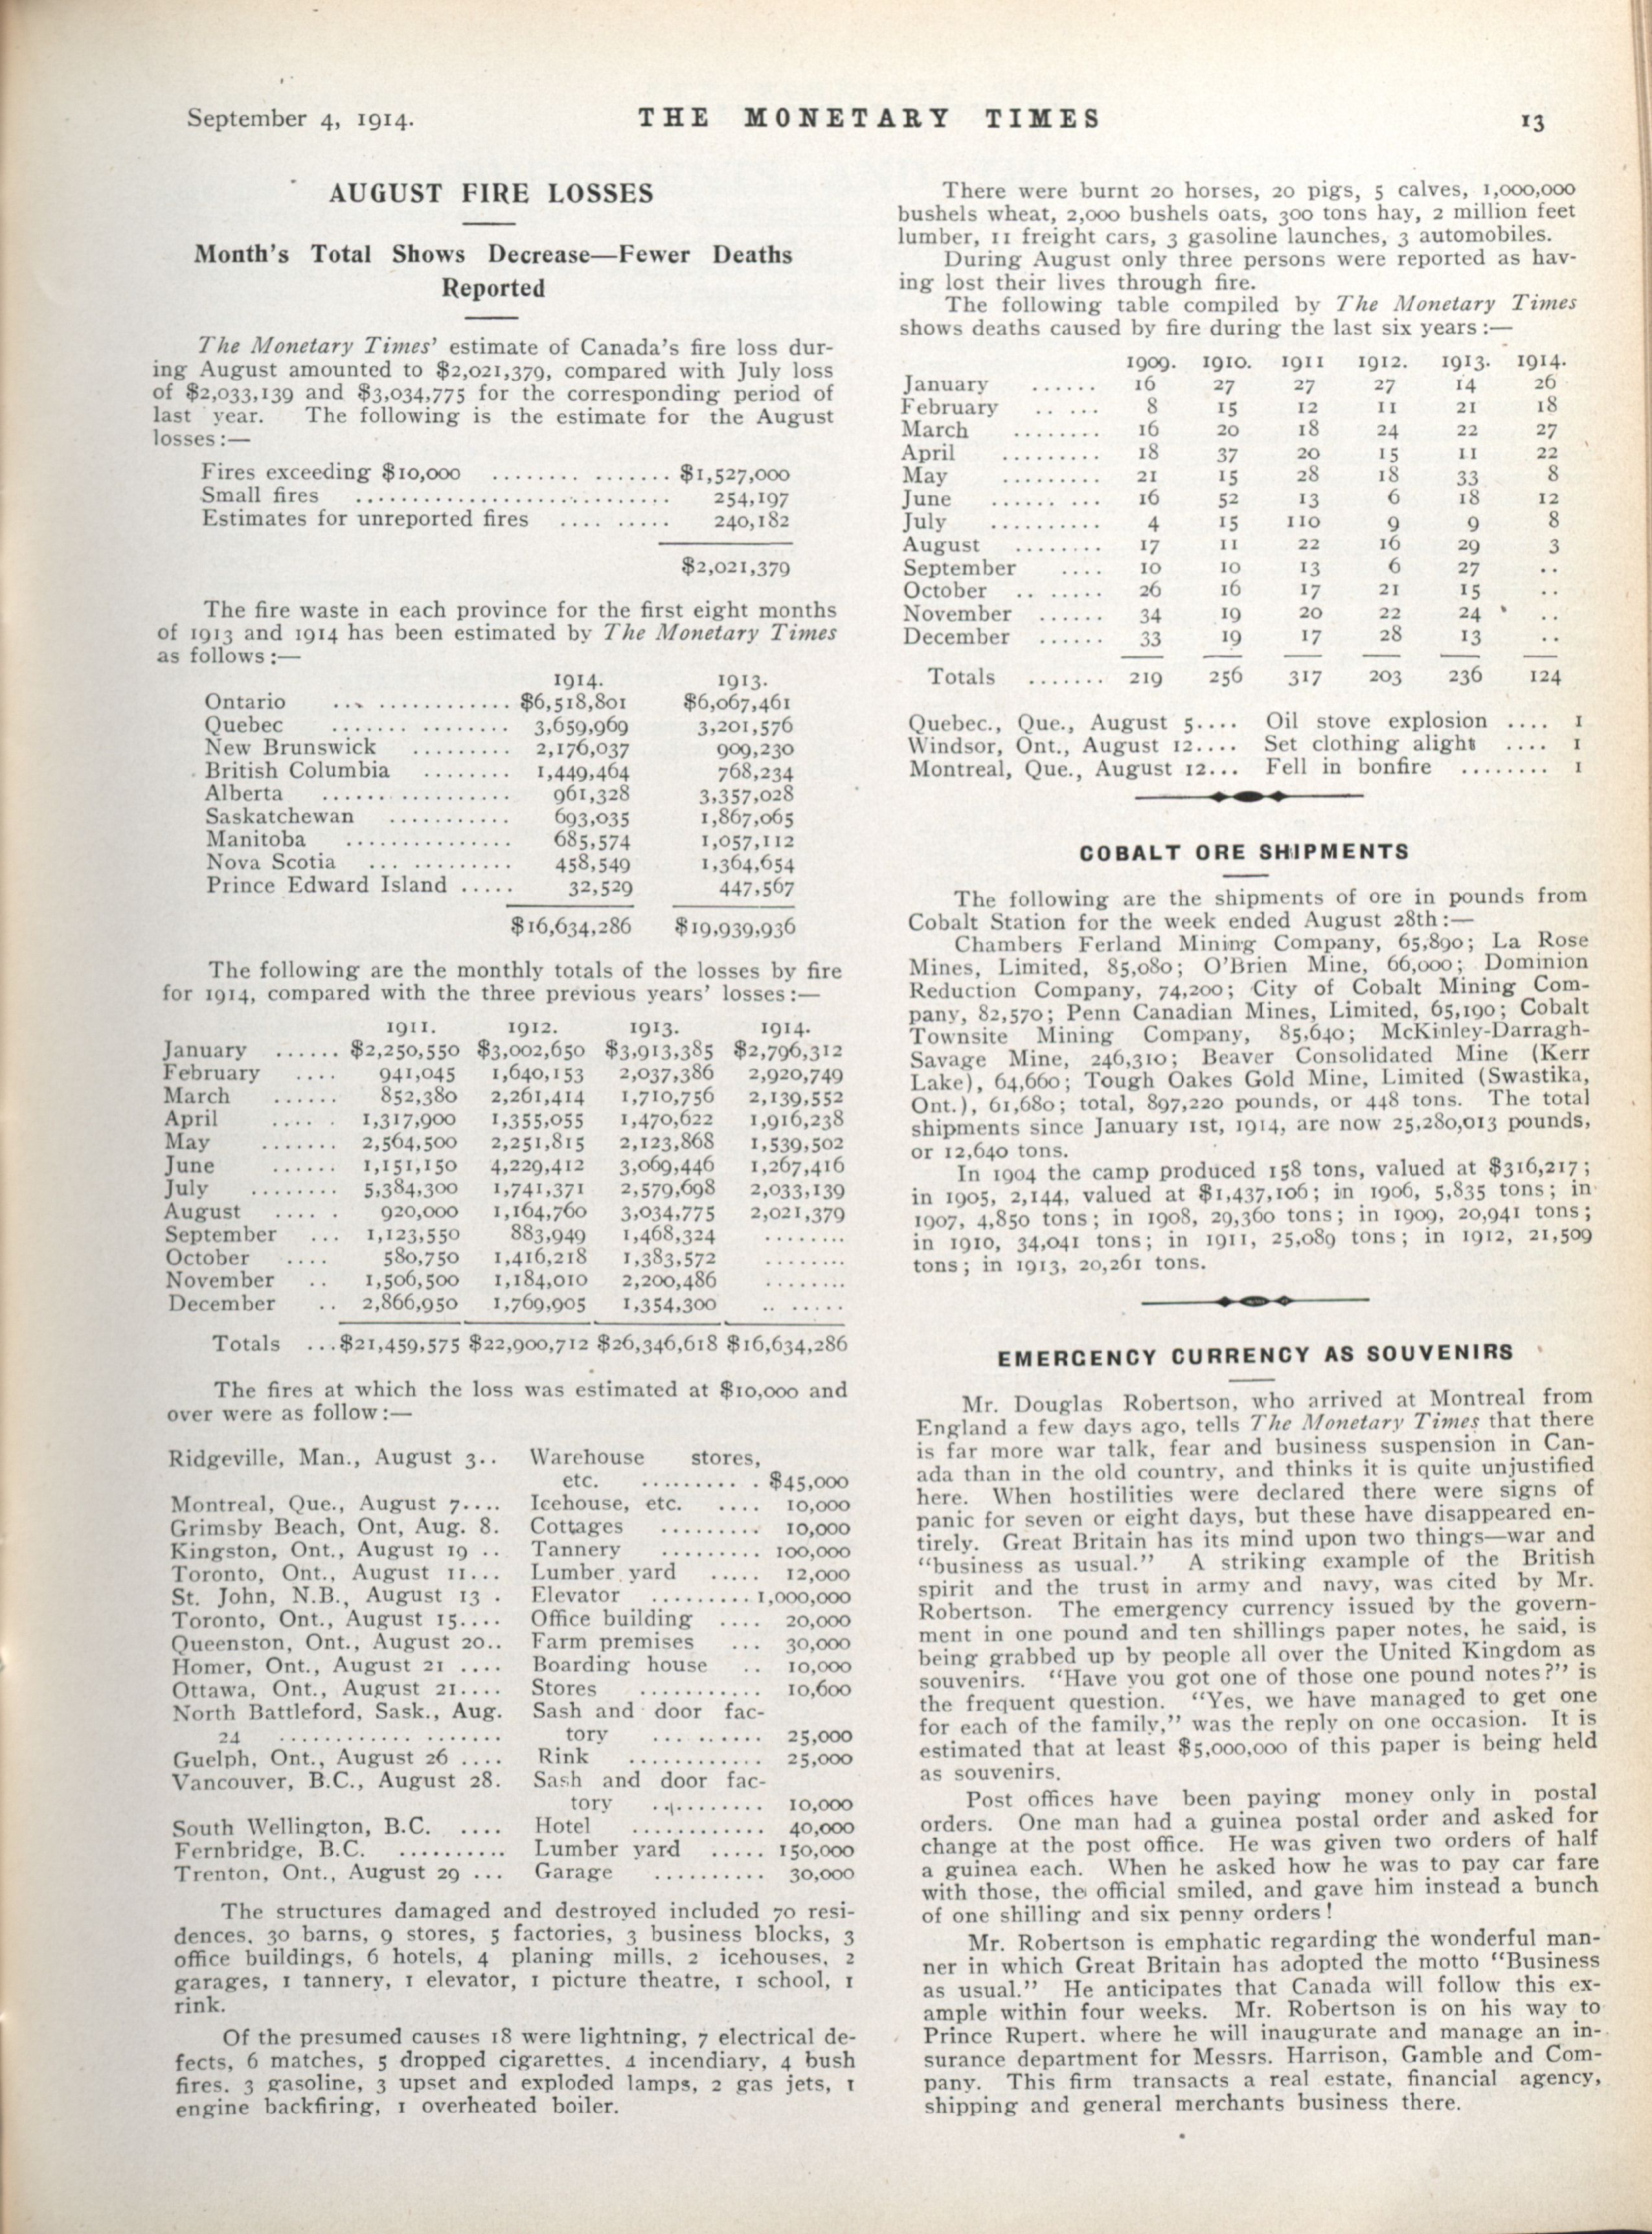 September 4, 1914.
THE MONETARY TIMES
13
AUGUST FIRE LOSSES
Month's Total Shows Decrease—Fewer Deaths
Reported
The Monetary Times' estimate of Canada's fire loss dur-
ing August amounted to $2,021,379, compared with July loss
of $2,033,139 and $3,034,775 for the corresponding period of
last year. The following is the estimate for the August
losses:—
Fires exceeding $10,000 ............... $1,527,000
Small fires ............................ 254,197
Estimates for unreported fires ......... 240,182
$2,021,379
The fire waste in each province for the first eight months
of 1913 and 1914 has been estimated by The Monetary Times
as follows:—
1914. 1913.
Ontario ............... $6,518,801 $6,067,461
Quebec ............... 3,659,969 3,201,576
New Brunswick ......... 2,176,037 909,230
British Columbia ........ 1,449,464 768,234
Alberta ................. 961,328 3,357,028
Saskatchewan ........... 693,035 1,867,065
Manitoba ............... 685,574 1,057,112
Nova Scotia ............. 458,549 1,364,654
Prince Edward Island ..... 32,529 447,567
$16,634,286 $19,939,936
The following are the monthly totals of the losses by fire
for 1914, compared with the three previous years' losses:—
1911. 1912. 1913. 1914.
January ...... $2,250,550 $3,002,650 $3,913,385 $2,796,312
February .... 941,045 1,640,153 2,037,386 2,920,749
March ...... 852,380 2,261,414 1,710,756 2,139,552
April ..... 1,317,900 1,355,055 1,470,622 1,916,238
May ....... 2,564,500 2,251,815 2,123,868 1,539,502
June ...... 1,151,150 4,229,412 3,069,446 1,267,416
July ........ 5,384,300 1,741,371 2,579,698 2,033,139
August ..... 920,000 1,164,760 3,034,775 2,021,379
September ... 1,123,550 883,949 1,468,324 ........
October .... 580,750 1,416,218 1,383,572 ........
November .. 1,506,500 1,184,010 2,200,486 ........
December .. 2,866,950 1,769,905 1,354,300 .......
Totals ...$21,459,575 $22,900,712 $26,346,618 $16,634,286
The fires at which the loss was estimated at $10,000 and
over were as follow:—
Ridgeville, Man., August 3.. Warehouse stores,
etc. .......... $45,000
Montreal, Que., August 7.... Icehouse, etc. .... 10,000
Grimsby Beach, Ont, Aug. 8. Cottages ......... 10,000
Kingston, Ont., August 19 .. Tannery ......... 100,000
Toronto, Ont., August 11... Lumber yard ..... 12,000
St. John, N.B., August 13 . Elevator .........1,000,000
Toronto, Ont., August 15.... Office building .... 20,000
Queenston, Ont., August 20.. Farm premises ... 30,000
Homer, Ont., August 21 .... Boarding house .. 10,000
Ottawa, Ont., August 21.... Stores ........... 10,600
North Battleford, Sask., Aug. Sash and door fac-
24 ................... tory .......... 25,000
Guelph, Ont., August 26 .... Rink ............ 25,000
Vancouver, B.C., August 28. Sash and door fac-
tory .......... 10,000
South Wellington, B.C. .... Hotel ............ 40,000
Fernbridge, B.C. .......... Lumber yard ..... 150,000
Trenton, Ont., August 29 ... Garage .......... 30,000
The structures damaged and destroyed included 70 resi-
dences, 30 barns, 9 stores, 5 factories, 3 business blocks, 3
office buildings, 6 hotels, 4 planing mills, 2 icehouses, 2
garages, 1 tannery, 1 elevator, 1 picture theatre, 1 school, 1
rink.
Of the presumed causes 18 were lightning, 7 electrical de-
fects, 6 matches, 5 dropped cigarettes, 4 incendiary, 4 bush
fires, 3 gasoline, 3 upset and exploded lamps, 2 gas jets, 1
engine backfiring, 1 overheated boiler.
There were burnt 20 horses, 20 pigs, 5 calves, 1,000,000
bushels wheat, 2,000 bushels oats, 300 tons hay, 2 million feet
lumber, 11 freight cars, 3 gasoline launches, 3 automobiles.
During August only three persons were reported as hav-
ing lost their lives through fire.
The following table compiled by The Monetary Times
shows deaths caused by fire during the last six years:—
1909. 1910. 1911 1912. 1913. 1914.
January ...... 16 27 27 27 14 26
February ..... 8 15 12 11 21 18
March ........ 16 20 18 24 22 27
April ......... 18 37 20 15 11 22
May ......... 21 15 28 18 33 8
June ......... 16 52 13 6 18 12
July .......... 4 15 110 9 9 8
August ........ 17 11 22 16 29 3
September .... 10 10 13 6 27 ..
October ....... 26 16 17 21 15 ..
November ...... 34 19 20 22 24 ..
December ...... 33 19 17 28 13 ..
Totals ....... 219 256 317 203 236 124
Quebec., Que., August 5.... Oil stove explosion .... 1
Windsor, Ont., August 12.... Set clothing alight .... 1
Montreal, Que., August 12... Fell in bonfire ........ 1
COBALT ORE SHIPMENTS
The following are the shipments of ore in pounds from
Cobalt Station for the week ended August 28th:—
Chambers Ferland Mining Company, 65,890; La Rose
Mines, Limited, 85,080; O'Brien Mine, 66,000; Dominion
Reduction Company, 74,200; City of Cobalt Mining Com-
pany, 82,570; Penn Canadian Mines, Limited, 65,190; Cobalt
Townsite Mining Company, 85,640; McKinley-Darragh-
Savage Mine, 246,310; Beaver Consolidated Mine (Kerr
Lake), 64,660; Tough Oakes Gold Mine, Limited (Swastika,
Ont.), 61,680; total, 897,220 pounds, or 448 tons. The total
shipments since January 1st, 1914, are now 25,280,013 pounds,
or 12,640 tons.
In 1904 the camp produced 158 tons, valued at $316,217;
in 1905, 2,144, valued at $1,437,106; in 1906, 5,835 tons; in
1907, 4,850 tons; in 1908, 29,360 tons; in 1909, 20,941 tons;
in 1910, 34,041 tons; in 1911, 25,089 tons; in 1912, 21,509
tons; in 1913, 20,261 tons.
EMERGENCY CURRENCY AS SOUVENIRS
Mr. Douglas Robertson, who arrived at Montreal from
England a few days ago, tells The Monetary Times that there
is far more war talk, fear and business suspension in Can-
ada than in the old country, and thinks it is quite unjustified
here. When hostilities were declared there were signs of
panic for seven or eight days, but these have disappeared en-
tirely. Great Britain has its mind upon two things—war and
"business as usual." A striking example of the British
spirit and the trust in army and navy, was cited by Mr.
Robertson. The emergency currency issued by the govern-
ment in one pound and ten shillings paper notes, he said, is
being grabbed up by people all over the United Kingdom as
souvenirs. "Have you got one of those one pound notes?" is
the frequent question. "Yes, we have managed to get one
for each of the family," was the reply on one occasion. It is
estimated that at least $5,000,000 of this paper is being held
as souvenirs.
Post offices have been paying money only in postal
orders. One man had a guinea postal order and asked for
change at the post office. He was given two orders of half
a guinea each. When he asked how he was to pay car fare
with those, the official smiled, and gave him instead a bunch
of one shilling and six penny orders!
Mr. Robertson is emphatic regarding the wonderful man-
ner in which Great Britain has adopted the motto "Business
as usual." He anticipates that Canada will follow this ex-
ample within four weeks. Mr. Robertson is on his way to
Prince Rupert, where he will inaugurate and manage an in-
surance department for Messrs. Harrison, Gamble and Com-
pany. This firm transacts a real estate, financial agency,
shipping and general merchants business there.